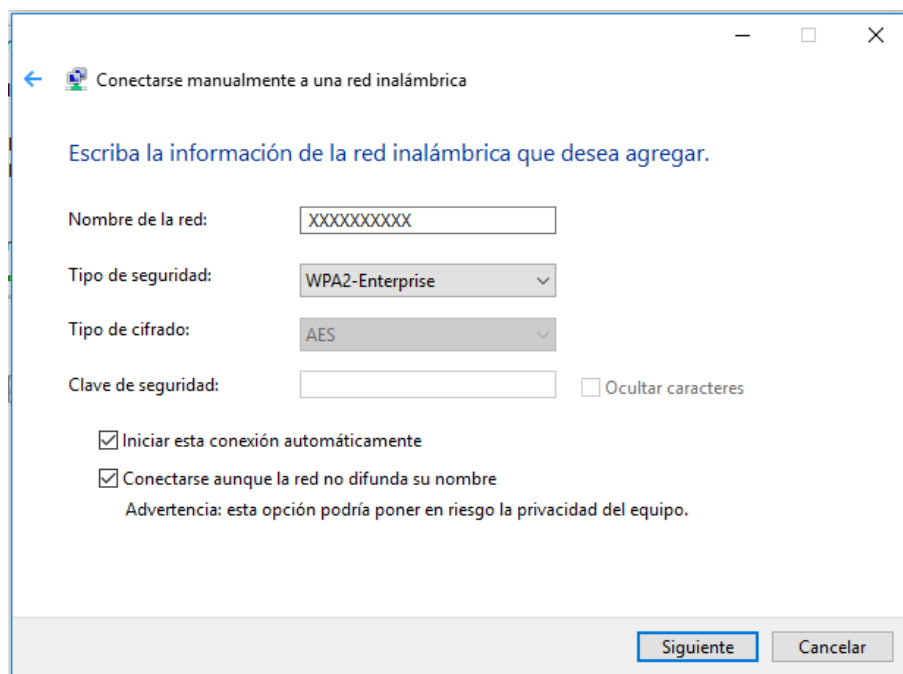 Conectarse manualmente a una red inalámbrica
Escriba la información de la red inalámbrica que desea agregar.
Nombre de la red: XXXXXXXXXX
Tipo de seguridad: WPA2-Enterprise
Tipo de cifrado: AES
Clave de seguridad: Ocultar caracteres
Iniciar esta conexión automáticamente
Conectarse aunque la red no difunda su nombre
Advertencia: esta opción podría poner en riesgo la privacidad del equipo.
Siguiente Cancelar